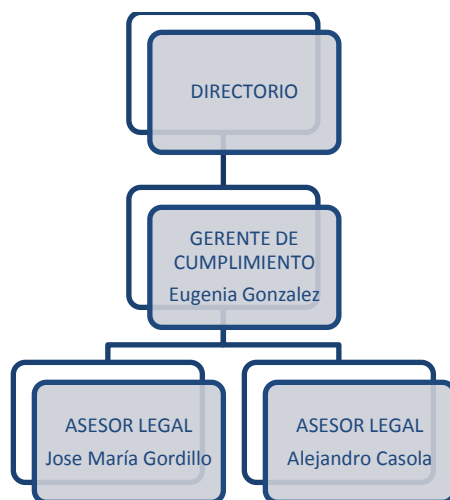 DIRECTORIO
GERENTE DE
CUMPLIMIENTO
Eugenia Gonzalez
ASESOR LEGAL
Jose María Gordillo
ASESOR LEGAL
Alejandro Casola